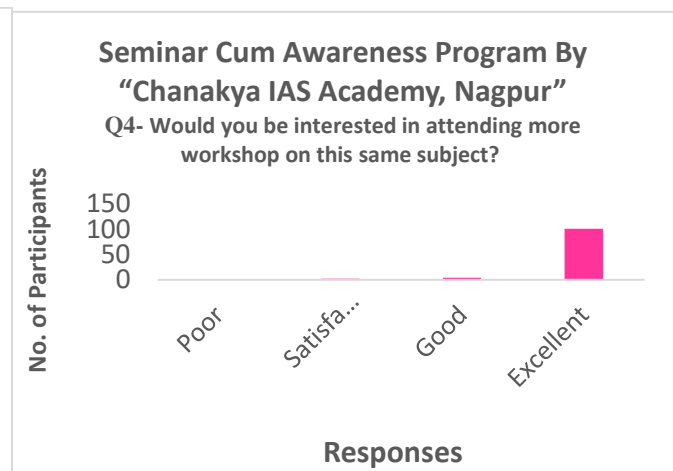 Seminar Cum Awareness Program By
“Chanakya IAS Academy, Nagpur”
Q4- Would you be interested in attending more
workshop on this same subject?
No. of Participants
150
100
50
0
Poor
Satisfa...
Good
Excellent
Responses